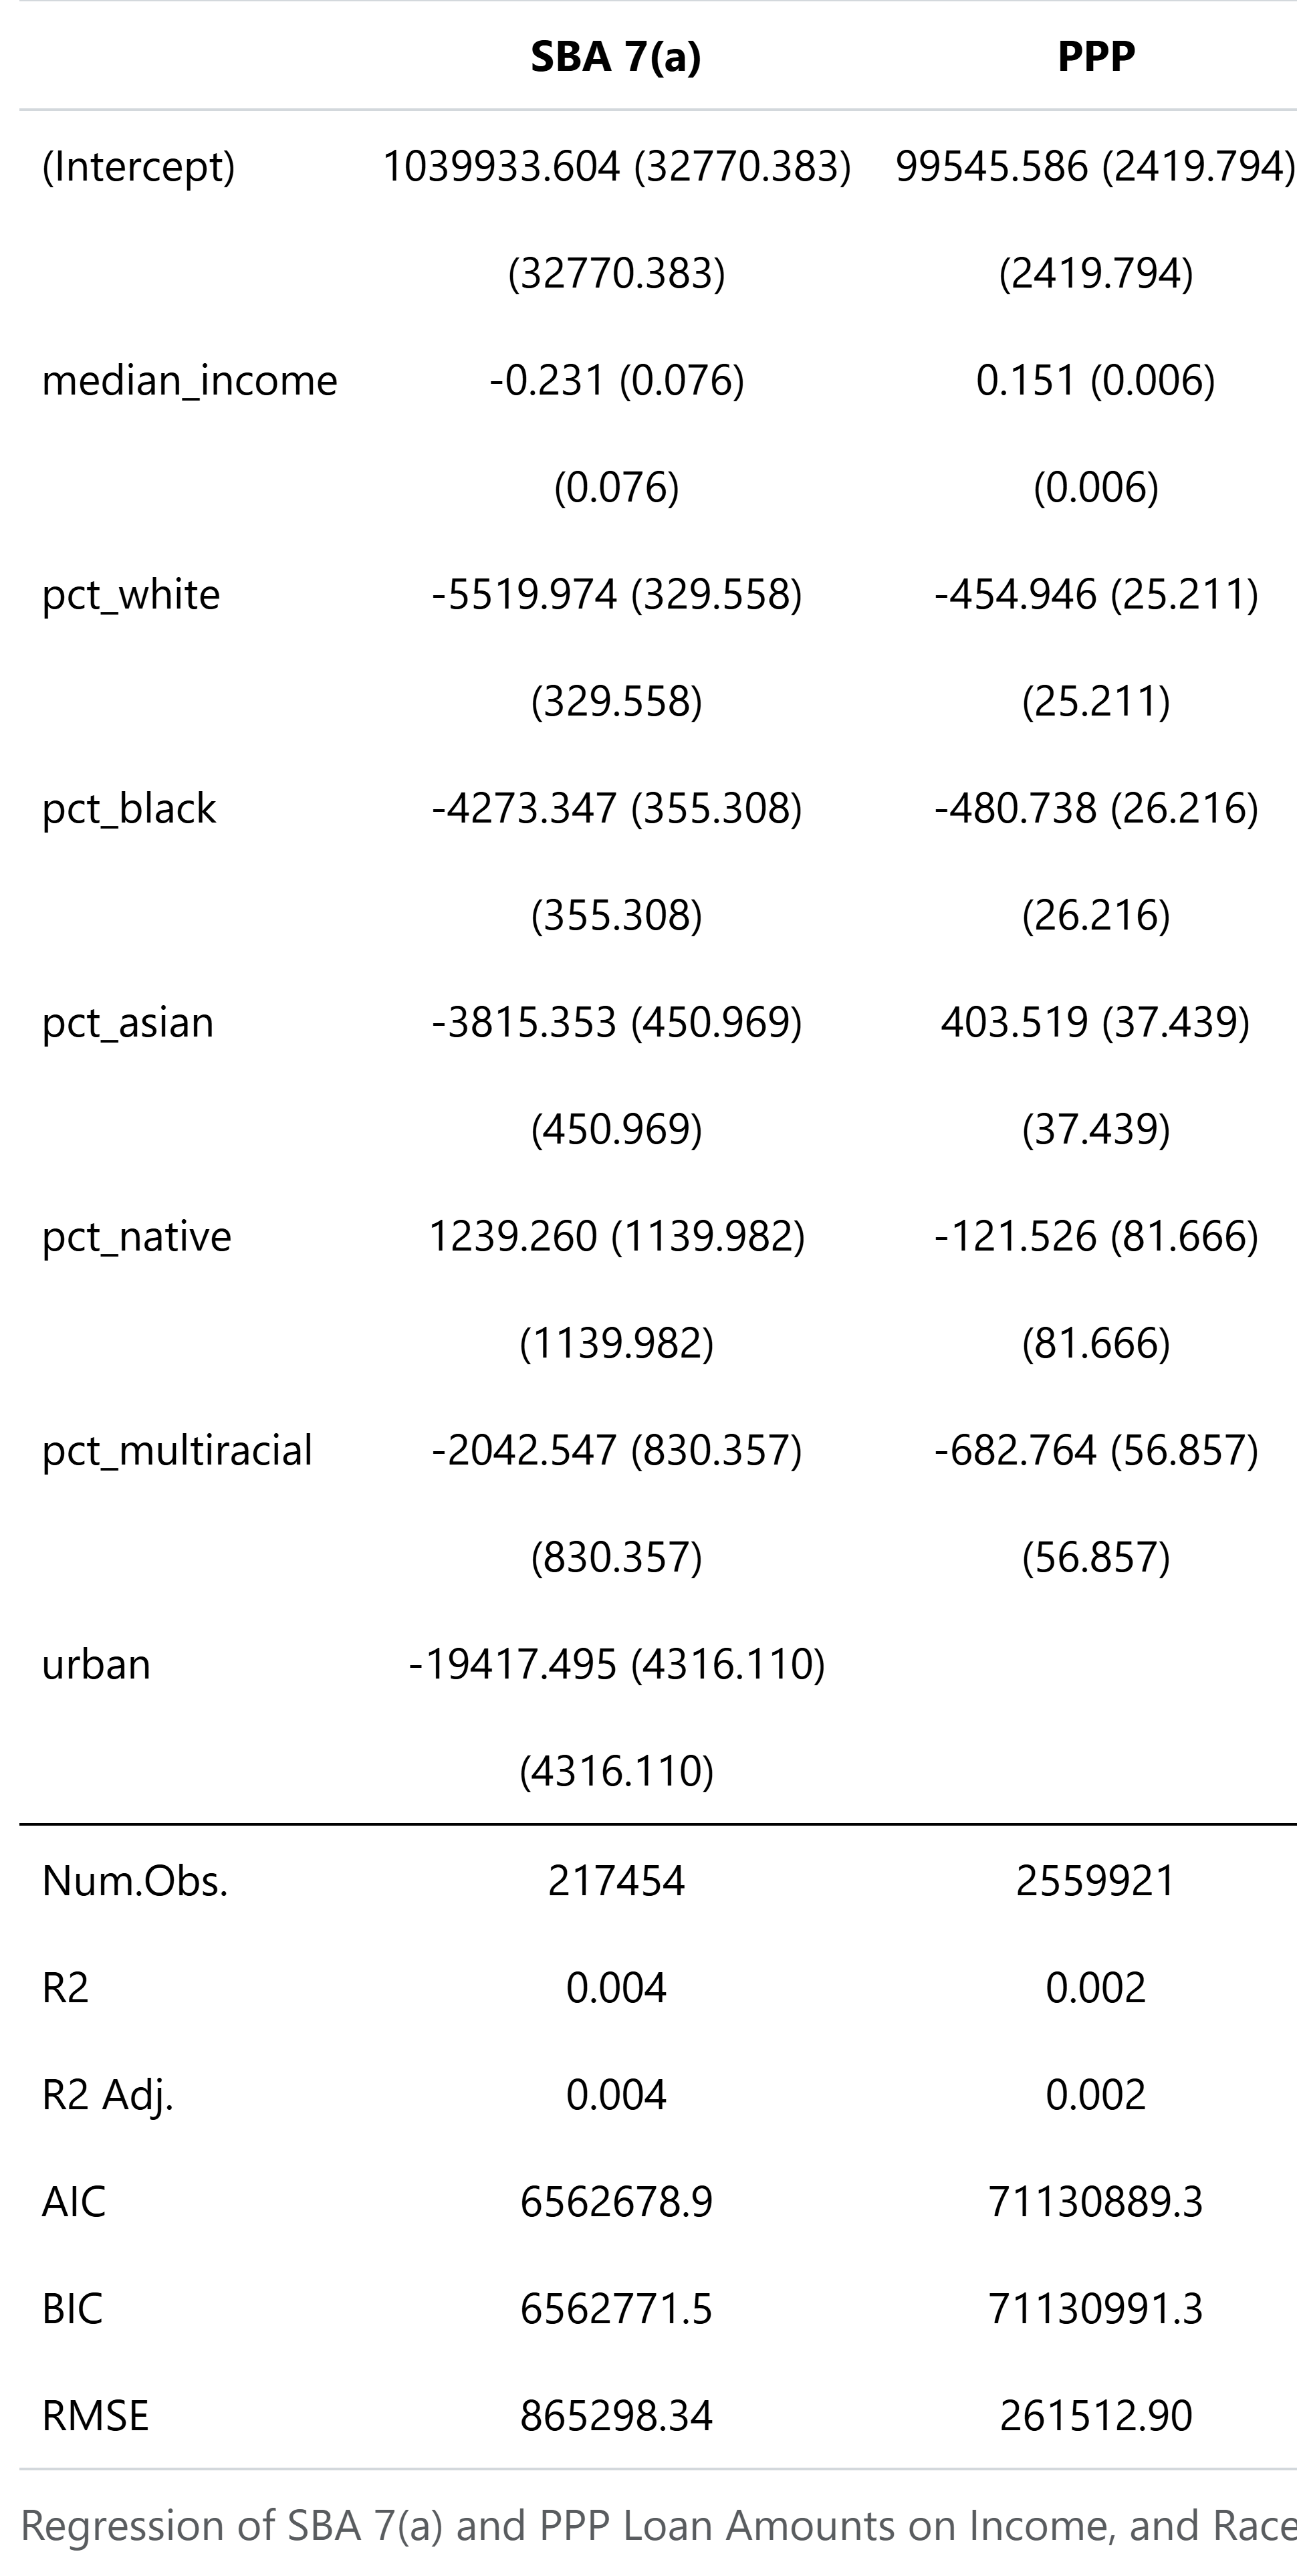 SBA 7(a) PPP
(Intercept) 1039933.604 (32770.383) 99545.586 (2419.794)
(32770.383) (2419.794)
median_income -0.231 (0.076) 0.151 (0.006)
(0.076) (0.006)
pct_white -5519.974 (329.558) -454.946 (25.211)
(329.558) (25.211)
pct_black -4273.347 (355.308) -480.738 (26.216)
(355.308) (26.216)
pct_asian -3815.353 (450.969) 403.519 (37.439)
(450.969) (37.439)
pct_native 1239.260 (1139.982) -121.526 (81.666)
(1139.982) (81.666)
pct_multiracial -2042.547 (830.357) -682.764 (56.857)
(830.357) (56.857)
urban -19417.495 (4316.110)
(4316.110)
Num.Obs. 217454 2559921
R2 0.004 0.002
R2 Adj. 0.004 0.002
AIC 6562678.9 71130889.3
BIC 6562771.5 71130991.3
RMSE 865298.34 261512.90
Regression of SBA 7(a) and PPP Loan Amounts on Income, and Race